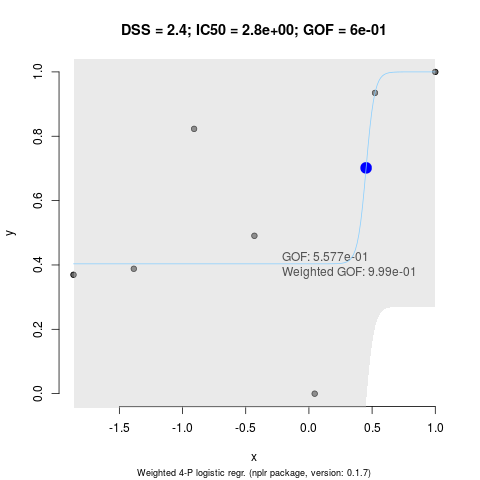 DSS = 2.4; IC50 = 2.8e+00; GOF = 6e-01
1.0
0.8
0.6
0.4
0.2
0.0
y
GOF: 5.577e-01
Weighted GOF: 9.99e-01
-1.5 -1.0 -0.5 0.0 0.5 1.0
x
Weighted 4-P logistic regr. (nplr package, version: 0.1.7)